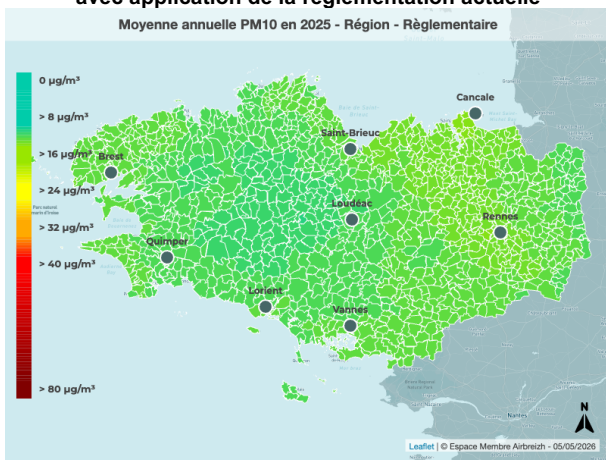 avec application de la réglementation actuelle
Moyenne annuelle PM10 en 2025 - Région - Règlementaire
0 µg/m³
> 8 µg/m³
> 16 µg/m³
> 24 µg/m³
> 32 µg/m³
> 40 µg/m³
> 80 µg/m³
Cancale
Saint-Brieuc
Brest
Loudéac
Rennes
Quimper
Lorient
Vannes
Nantes
N
Leaflet | © Espace Membre Airbreizh - 05/05/2026